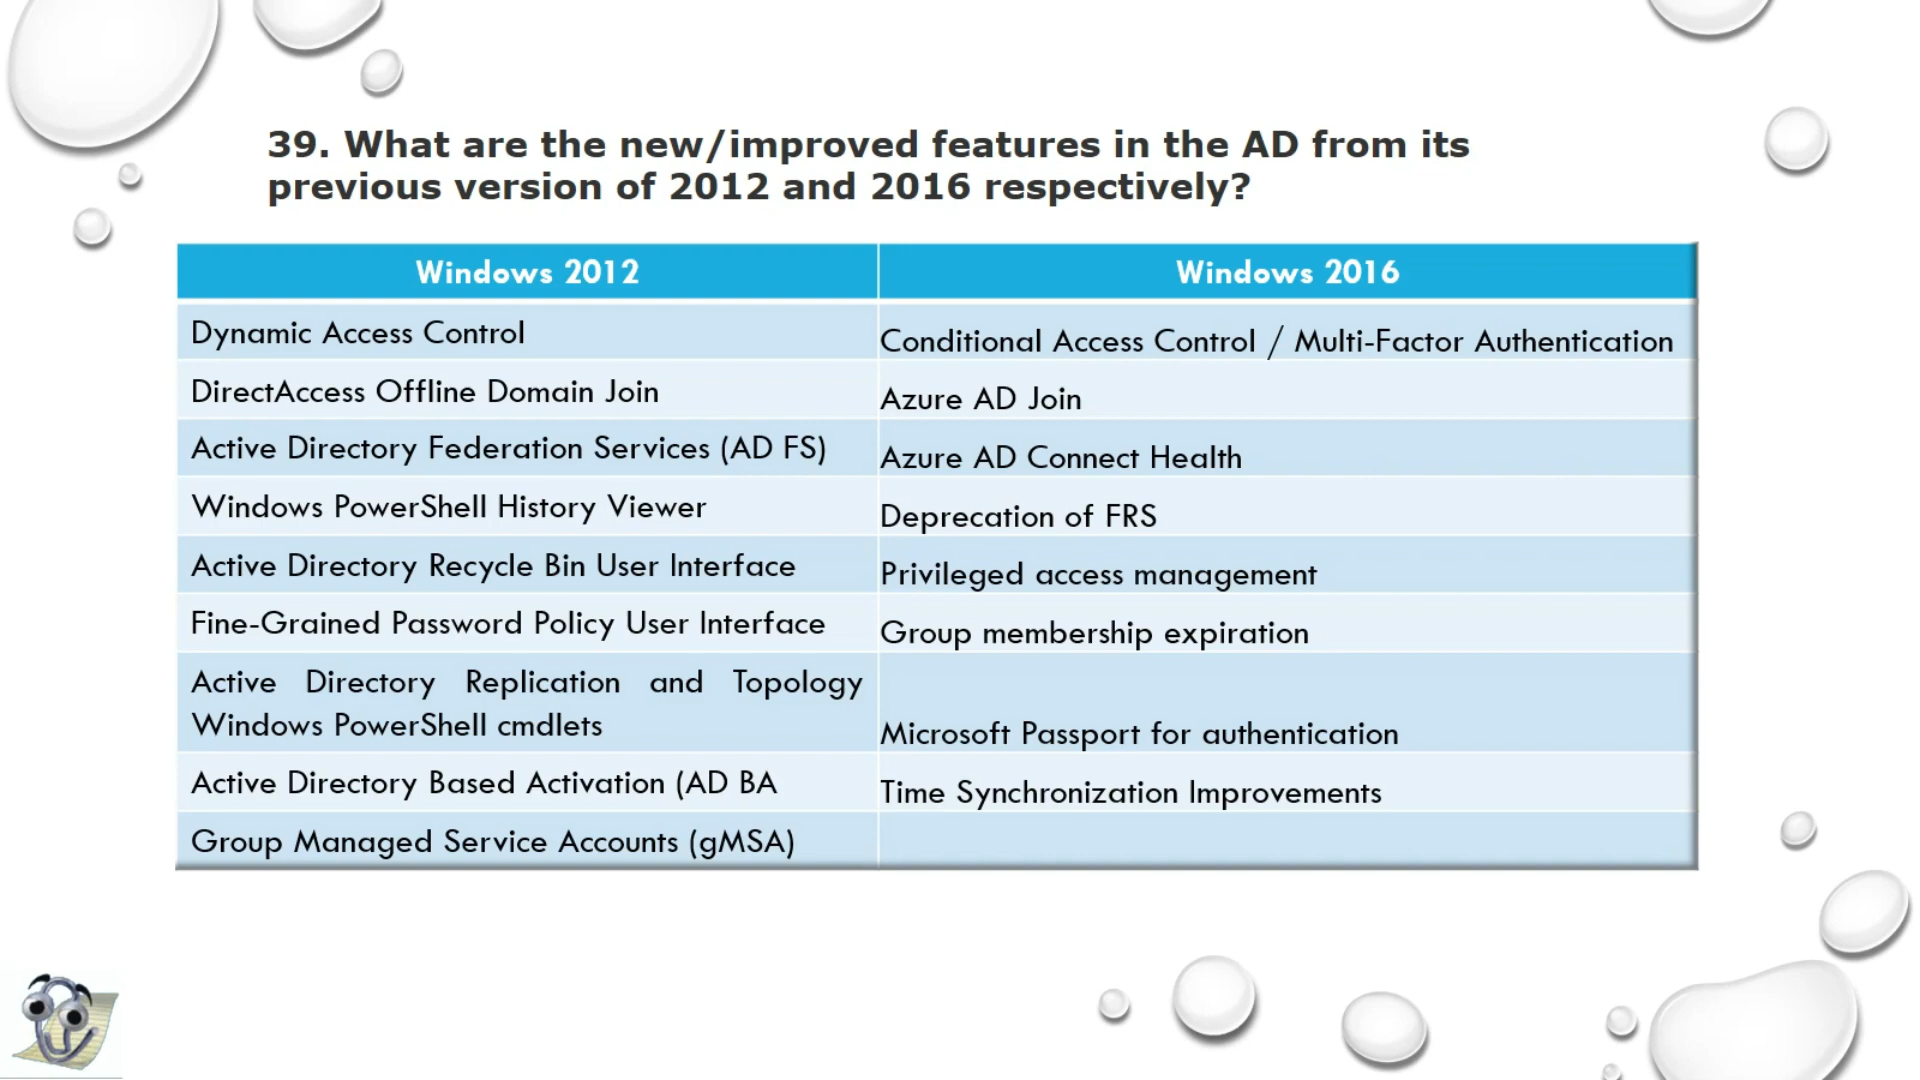 39. What are the new/improved features in the AD from its
previous version of 2012 and 2016 respectively?
Windows 2012
Windows 2016
Dynamic Access Control
Conditional Access Control / Multi-Factor Authentication
DirectAccess Offline Domain Join
Azure AD Join
Active Directory Federation Services (AD FS)
Azure AD Connect Health
Windows PowerShell History Viewer
Deprecation of FRS
Active Directory Recycle Bin User Interface
Privileged access management
Fine-Grained Password Policy User Interface
Group membership expiration
Active Directory Replication and Topology
Windows PowerShell cmdlets
Microsoft Passport for authentication
Active Directory Based Activation (AD BA
Time Synchronization Improvements
Group Managed Service Accounts (gMSA)